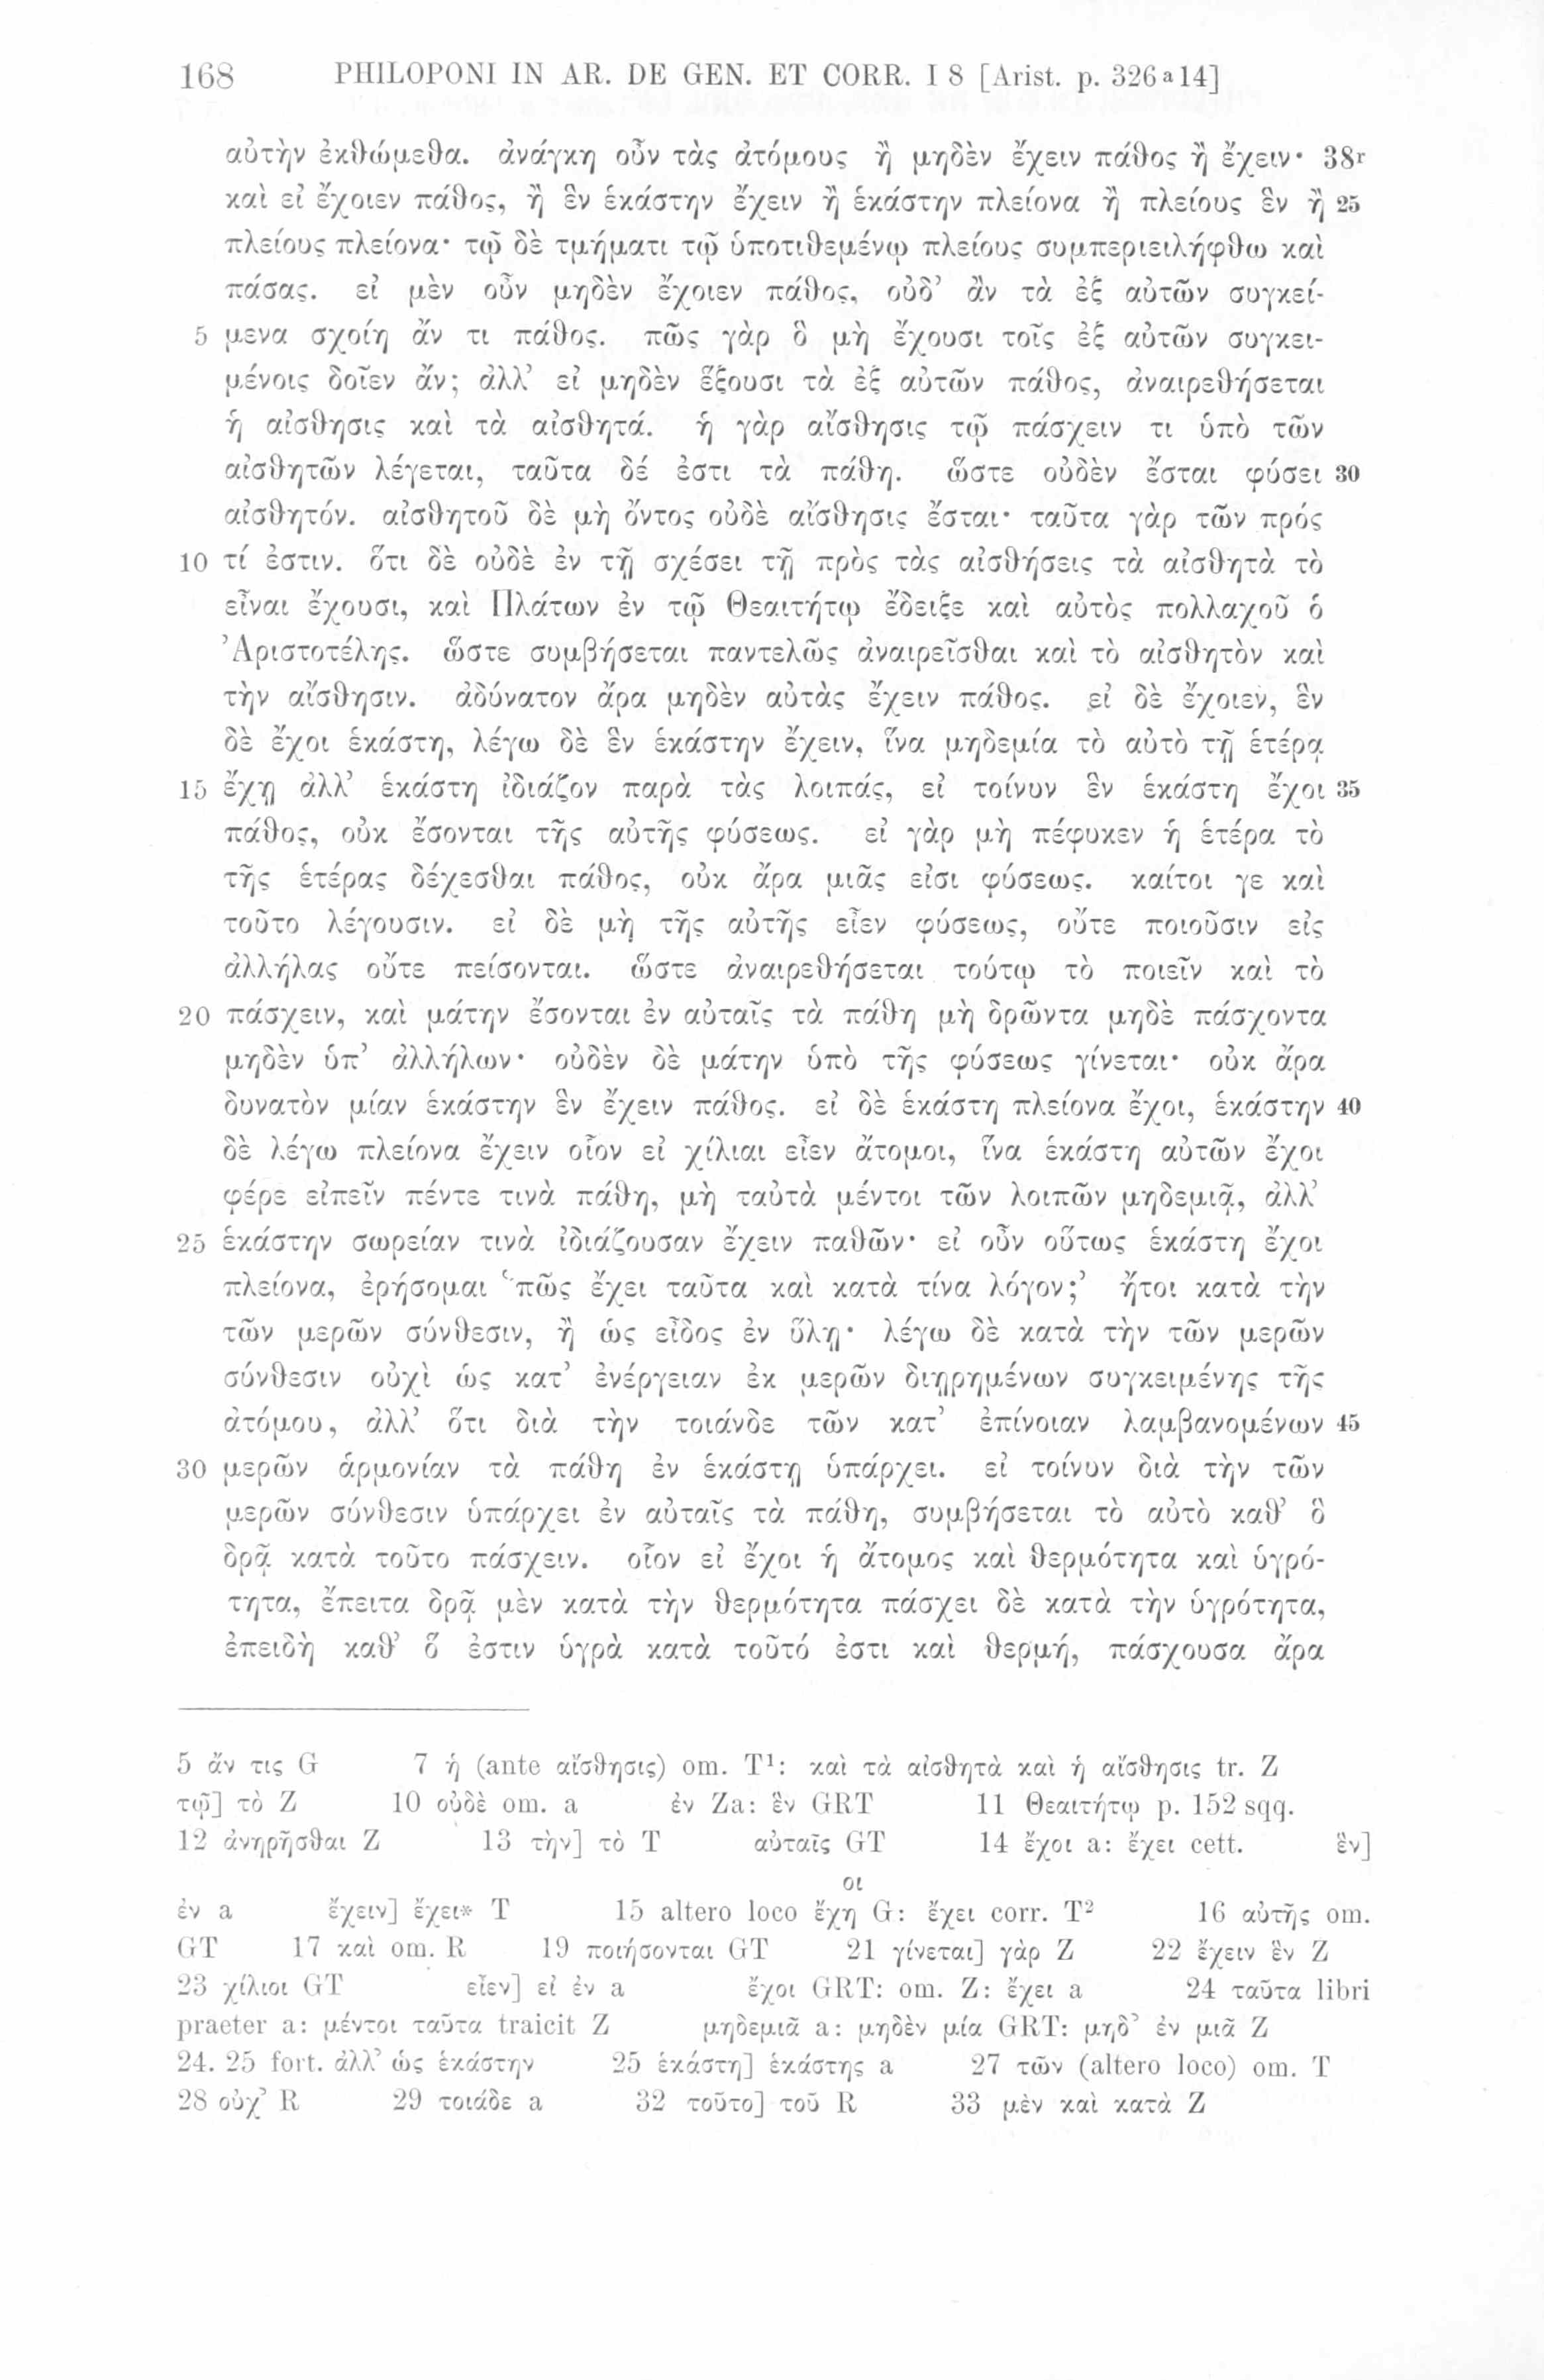 168 PHILOPONI IN AR. DE GEN. ET CORR. I 8 [Arist. p. 326 a 14]
αὐτὴν ἐκθώμεθα. ἀνάγκη οὖν τὰς ἀτόμους ἢ μηδὲν ἔχειν πάθος ἢ ἔχειν· 38r
καὶ εἰ ἔχοιεν πάθος, ἢ ἓν ἑκάστην ἔχειν ἢ ἑκάστην πλείονα ἢ πλείους ἓν ἢ 25
πλείους πλείονα· τῷ δὲ τμήματι τῷ ὑποτιθεμένῳ πλείους συμπεριειλήφθω καὶ
πάσας. εἰ μὲν οὖν μηδὲν ἔχοιεν πάθος, οὐδ’ ἂν τὰ ἐξ αὐτῶν συγκεί-
5 μενα σχοίη ἄν τι πάθος. πῶς γὰρ ὃ μὴ ἔχουσι τοῖς ἐξ αὐτῶν συγκει-
μένοις δοῖεν ἄν; ἀλλ’ εἰ μηδὲν ἕξουσι τὰ ἐξ αὐτῶν πάθος, ἀναιρεθήσεται
ἡ αἴσθησις καὶ τὰ αἰσθητά. ἡ γὰρ αἴσθησις τῷ πάσχειν τι ὑπὸ τῶν
αἰσθητῶν λέγεται, ταῦτα δέ ἐστι τὰ πάθη. ὥστε οὐδὲν ἔσται φύσει 30
αἰσθητόν. αἰσθητοῦ δὲ μὴ ὄντος οὐδὲ αἴσθησις ἔσται· ταῦτα γὰρ τῶν πρός
10 τί ἐστιν. ὅτι δὲ οὐδὲ ἐν τῇ σχέσει τῇ πρὸς τὰς αἰσθήσεις τὰ αἰσθητὰ τὸ
εἶναι ἔχουσι, καὶ Πλάτων ἐν τῷ Θεαιτήτῳ ἔδειξε καὶ αὐτὸς πολλαχοῦ ὁ
Ἀριστοτέλης. ὥστε συμβήσεται παντελῶς ἀναιρεῖσθαι καὶ τὸ αἰσθητὸν καὶ
τὴν αἴσθησιν. ἀδύνατον ἄρα μηδὲν αὐτὰς ἔχειν πάθος. εἰ δὲ ἔχοιεν, ἓν
δὲ ἔχοι ἑκάστη, λέγω δὲ ἓν ἑκάστην ἔχειν, ἵνα μηδεμία τὸ αὐτὸ τῇ ἑτέρᾳ
15 ἔχῃ ἀλλ’ ἑκάστη ἰδιάζον παρὰ τὰς λοιπάς, εἰ τοίνυν ἓν ἑκάστη ἔχοι 35
πάθος, οὐκ ἔσονται τῆς αὐτῆς φύσεως. εἰ γὰρ μὴ πέφυκεν ἡ ἑτέρα τὸ
τῆς ἑτέρας δέχεσθαι πάθος, οὐκ ἄρα μιᾶς εἰσι φύσεως. καίτοι γε καὶ
τοῦτο λέγουσιν. εἰ δὲ μὴ τῆς αὐτῆς εἶεν φύσεως, οὔτε ποιοῦσιν εἰς
ἀλλήλας οὔτε πείσονται. ὥστε ἀναιρεθήσεται τούτῳ τὸ ποιεῖν καὶ τὸ
20 πάσχειν, καὶ μάτην ἔσονται ἐν αὐταῖς τὰ πάθη μὴ δρῶντα μηδὲ πάσχοντα
μηδὲν ὑπ’ ἀλλήλων· οὐδὲν δὲ μάτην ὑπὸ τῆς φύσεως γίνεται· οὐκ ἄρα
δυνατὸν μίαν ἑκάστην ἓν ἔχειν πάθος. εἰ δὲ ἑκάστη πλείονα ἔχοι, ἑκάστην 40
δὲ λέγω πλείονα ἔχειν οἷον εἰ χίλιαι εἶεν ἄτομοι, ἵνα ἑκάστη αὐτῶν ἔχοι
φέρε εἰπεῖν πέντε τινὰ πάθη, μὴ ταὐτὰ μέντοι τῶν λοιπῶν μηδεμιᾷ, ἀλλ’
25 ἑκάστην σωρείαν τινὰ ἰδιάζουσαν ἔχειν παθῶν· εἰ οὖν οὕτως ἑκάστη ἔχοι
πλείονα, ἐρήσομαι ‘πῶς ἔχει ταῦτα καὶ κατὰ τίνα λόγον;’ ἤτοι κατὰ τὴν
τῶν μερῶν σύνθεσιν, ἢ ὡς εἶδος ἐν ὕλῃ· λέγω δὲ κατὰ τὴν τῶν μερῶν
σύνθεσιν οὐχὶ ὡς κατ’ ἐνέργειαν ἐκ μερῶν διῃρημένων συγκειμένης τῆς
ἀτόμου, ἀλλ’ ὅτι διὰ τὴν τοιάνδε τῶν κατ’ ἐπίνοιαν λαμβανομένων 45
30 μερῶν ἁρμονίαν τὰ πάθη ἐν ἑκάστῃ ὑπάρχει. εἰ τοίνυν διὰ τὴν τῶν
μερῶν σύνθεσιν ὑπάρχει ἐν αὐταῖς τὰ πάθη, συμβήσεται τὸ αὐτὸ καθ’ ὃ
δρᾷ κατὰ τοῦτο πάσχειν. οἷον εἰ ἔχοι ἡ ἄτομος καὶ θερμότητα καὶ ὑγρό-
τητα, ἔπειτα δρᾷ μὲν κατὰ τὴν θερμότητα πάσχει δὲ κατὰ τὴν ὑγρότητα,
ἐπειδὴ καθ’ ὅ ἐστιν ὑγρὰ κατὰ τοῦτό ἐστι καὶ θερμή, πάσχουσα ἄρα
5 ἄν τις G 7 ἡ (ante αἴσθησις) om. T¹: καὶ τὰ αἰσθητὰ καὶ ἡ αἴσθησις tr. Z
τῷ] τὸ Z 10 οὐδὲ om. a ἐν Za: ἓν GRT 11 Θεαιτήτῳ p. 152 sqq.
12 ἀνηρῆσθαι Z 13 τὴν] τὸ T αὐταῖς GT 14 ἔχοι a: ἔχει cett. ἓν]
οι
ἐν a ἔχειν] ἔχει* T 15 altero loco ἔχη G: ἔχει corr. T² 16 αὐτῆς om.
GT 17 καὶ om. R 19 ποιήσονται GT 21 γίνεται] γὰρ Z 22 ἔχειν ἓν Z
23 χίλιοι GT εἶεν] εἰ ἐν a ἔχοι GRT: om. Z: ἔχει a 24 ταῦτα libri
praeter a: μέντοι ταῦτα traicit Z μηδεμιᾶ a: μηδὲν μία GRT: μηδ’ ἐν μιᾶ Z
24. 25 fort. ἀλλ’ ὡς ἑκάστην 25 ἑκάστη] ἑκάστης a 27 τῶν (altero loco) om. T
28 οὐχ’ R 29 τοιάδε a 32 τοῦτο] τοῦ R 33 μὲν καὶ κατὰ Z